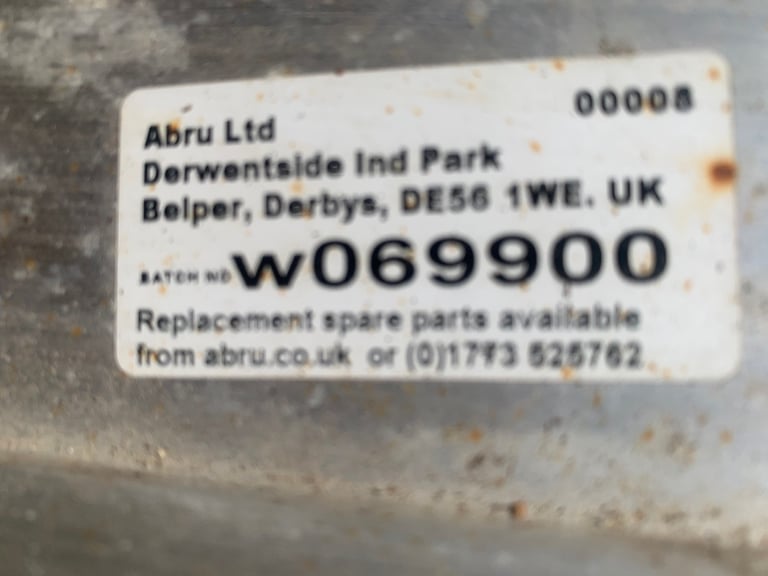 00008
Abru Ltd
Derwentside Ind Park
Belper, Derbys, DE56 1WE. UK
BATCH NO W069900
Replacement spare parts available
from abru.co.uk or (0)1773 525762